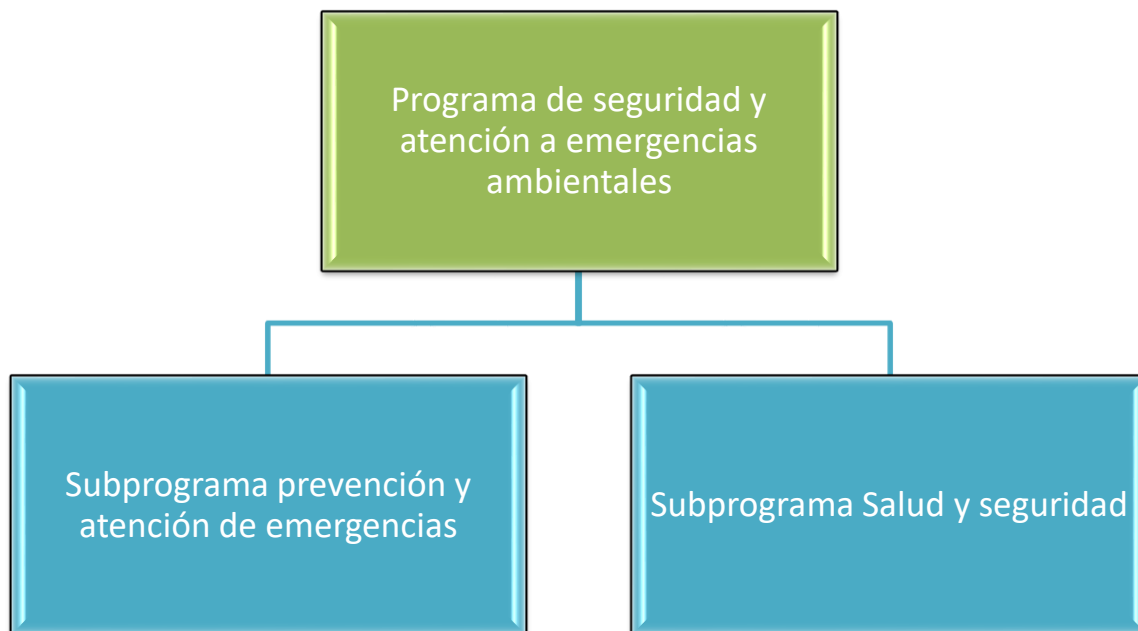 Programa de seguridad y
atención a emergencias
ambientales
Subprograma prevención y
atención de emergencias
Subprograma Salud y seguridad